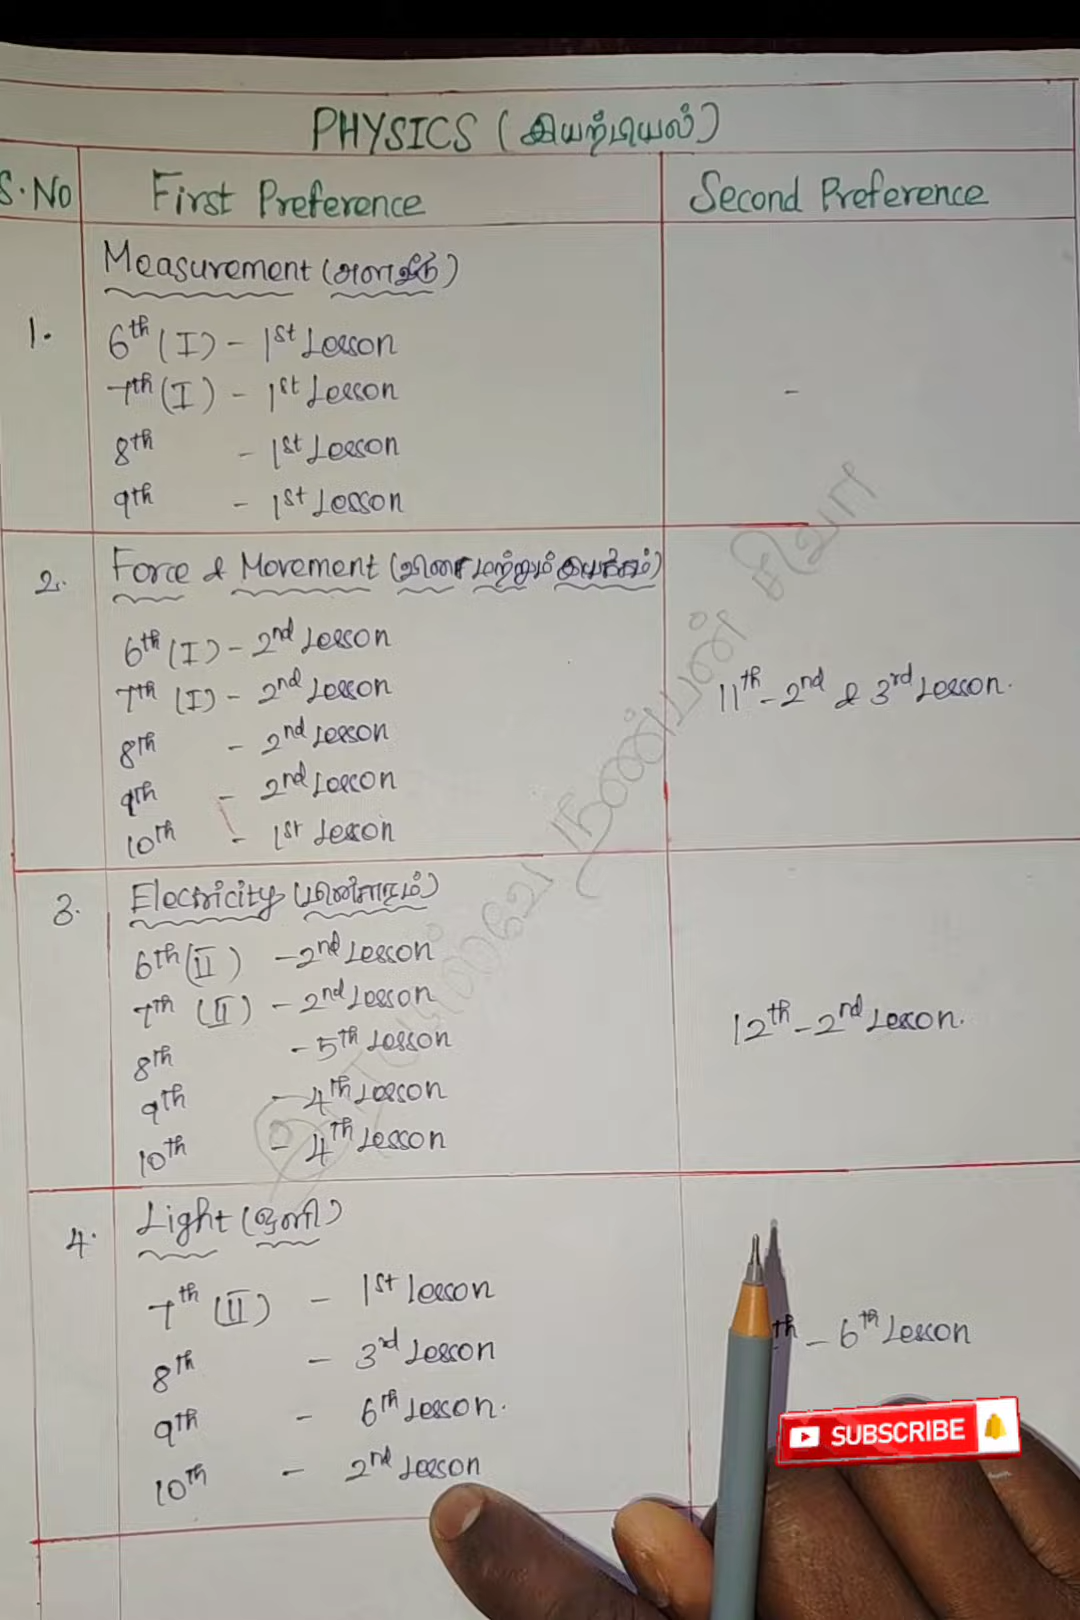 PHYSICS (இயற்பியல்)
S.No First Preference Second Preference
Measurement (அளவீடு)
1.
6th (I) - 1st Lesson
7th (I) - 1st Lesson
-
8th - 1st Lesson
9th - 1st Lesson
2. Force & Movement (விசை மற்றும் இயக்கம்)
6th (I) - 2nd Lesson
7th (I) - 2nd Lesson
11th - 2nd & 3rd Lesson.
8th - 2nd Lesson
9th - 2nd Lesson
10th - 1st Lesson
3. Electricity (மின்சாரம்)
6th (II) - 2nd Lesson
7th (II) - 2nd Lesson
12th - 2nd Lesson.
8th - 5th Lesson
9th - 4th Lesson
10th - 4th Lesson
4. Light (ஒளி)
7th (II) - 1st Lesson
th - 6th Lesson
8th - 3rd Lesson
9th - 6th Lesson.
10th - 2nd Lesson
SUBSCRIBE
நண்பன் சிவா